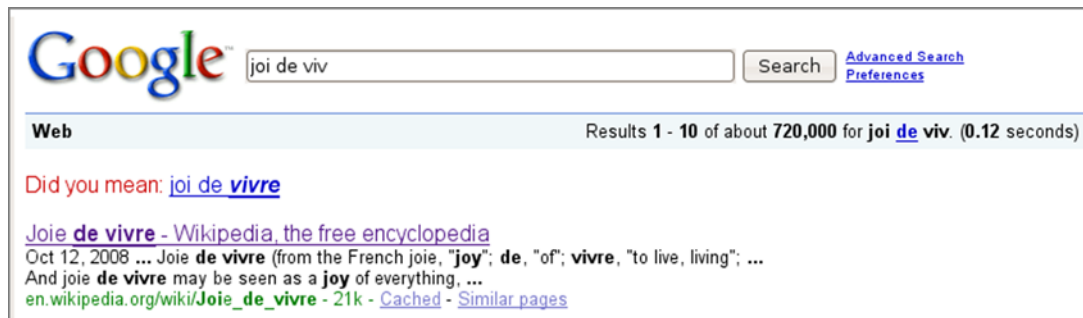 Google™ joi de viv Search Advanced Search
Preferences
Web Results 1 - 10 of about 720,000 for joi de viv. (0.12 seconds)
Did you mean: joi de vivre
Joie de vivre - Wikipedia, the free encyclopedia
Oct 12, 2008 ... Joie de vivre (from the French joie, "joy"; de, "of"; vivre, "to live, living"; ...
And joie de vivre may be seen as a joy of everything, ...
en.wikipedia.org/wiki/Joie_de_vivre - 21k - Cached - Similar pages